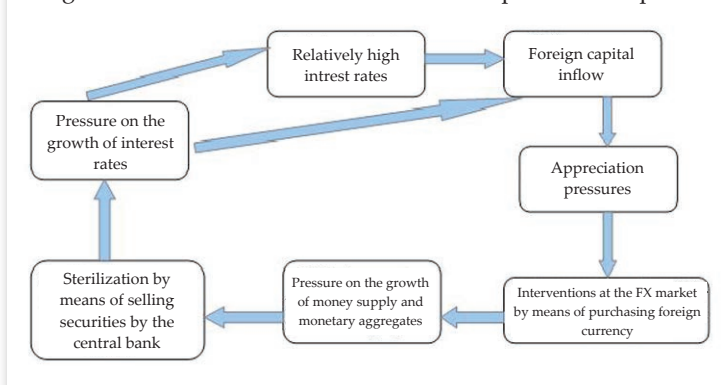 Relatively high
intrest rates
Foreign capital
inflow
Pressure on the
growth of interest
rates
Appreciation
pressures
Sterilization by
means of selling
securities by the
central bank
Pressure on the growth
of money supply and
monetary aggregates
Interventions at the FX market
by means of purchasing foreign
currency